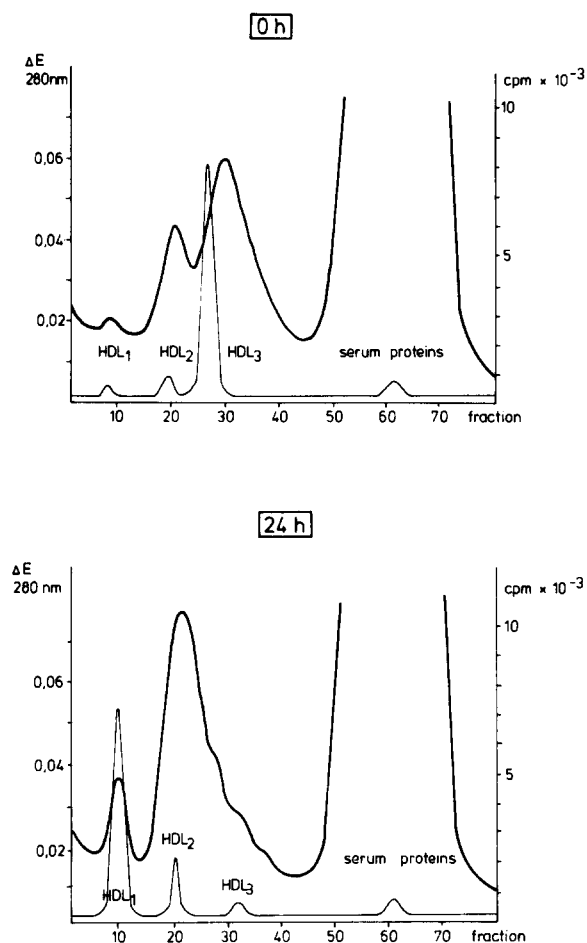 0 h
ΔE
280nm
cpm × 10⁻³
10
0,06
0,04
5
0,02
HDL₁ HDL₂ HDL₃ serum proteins
10 20 30 40 50 60 70 fraction
24 h
ΔE
280 nm
cpm × 10⁻³
10
0,06
0,04
5
0,02
HDL₂
serum proteins
HDL₁
HDL₃
10 20 30 40 50 60 70 fraction